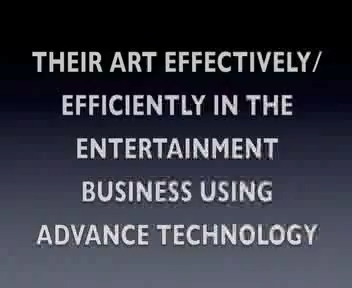 THEIR ART EFFECTIVELY/
EFFICIENTLY IN THE
ENTERTAINMENT
BUSINESS USING
ADVANCE TECHNOLOGY